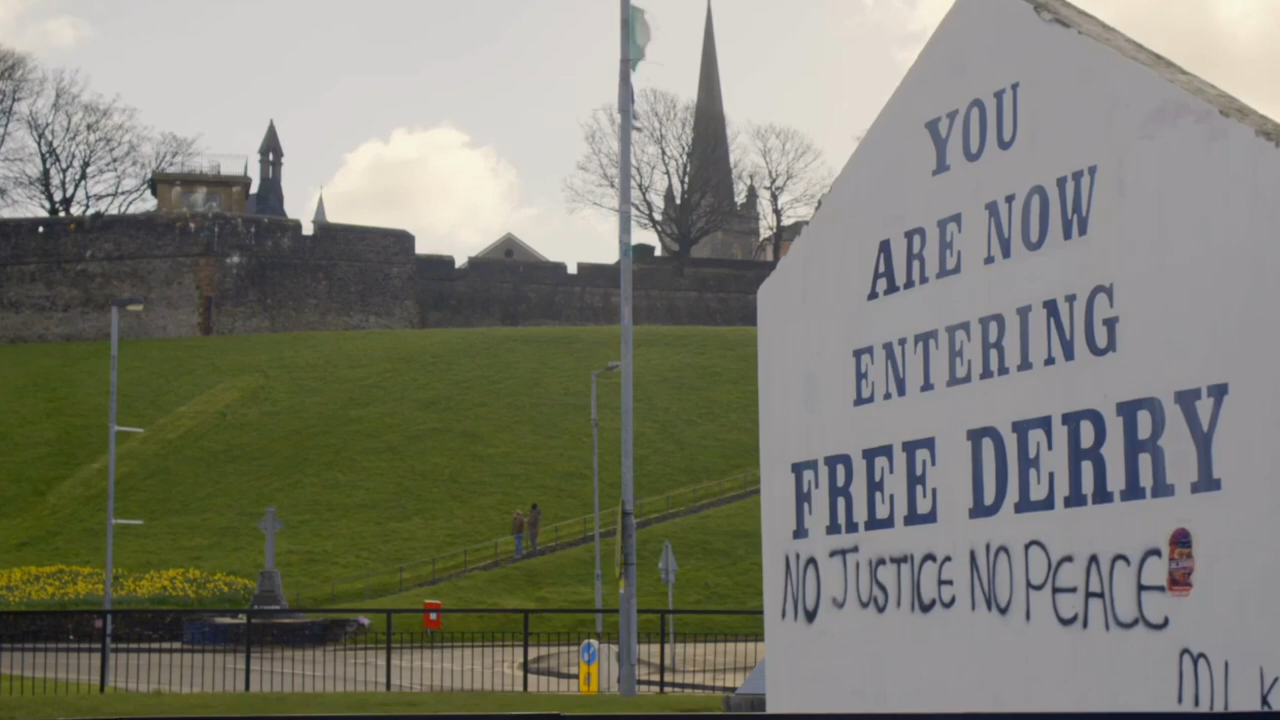 YOU
ARE NOW
ENTERING
FREE DERRY
NO JUSTICE NO PEACE